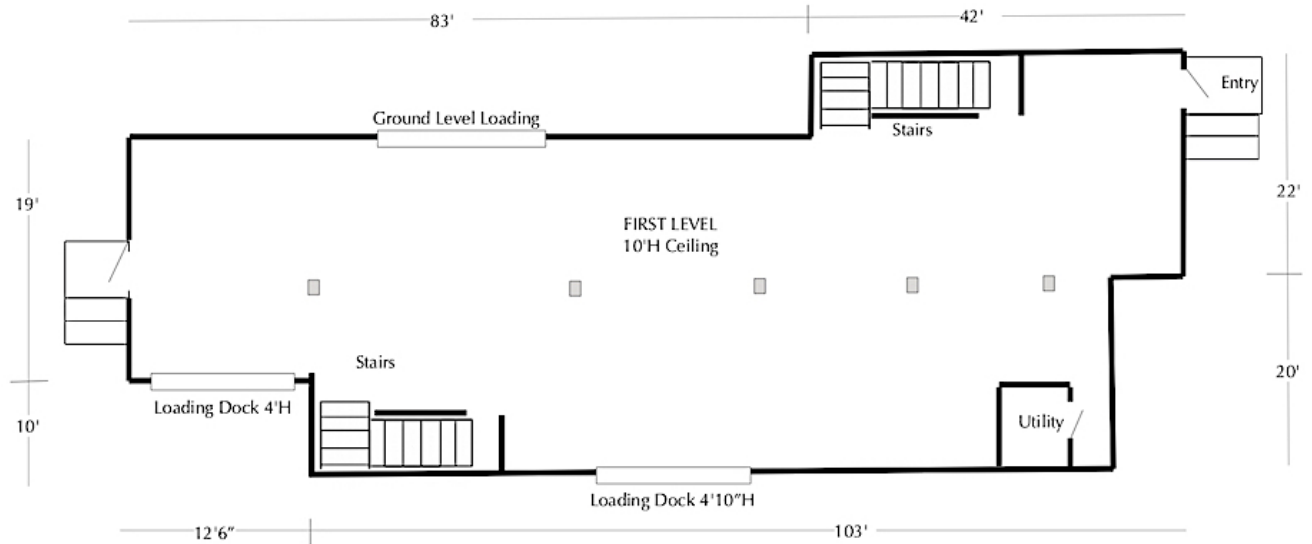 83'
42'
Entry
Ground Level Loading
Stairs
19'
22'
FIRST LEVEL
10'H Ceiling
Stairs
20'
Loading Dock 4'H
10'
Utility
Loading Dock 4'10"H
12'6"
103'